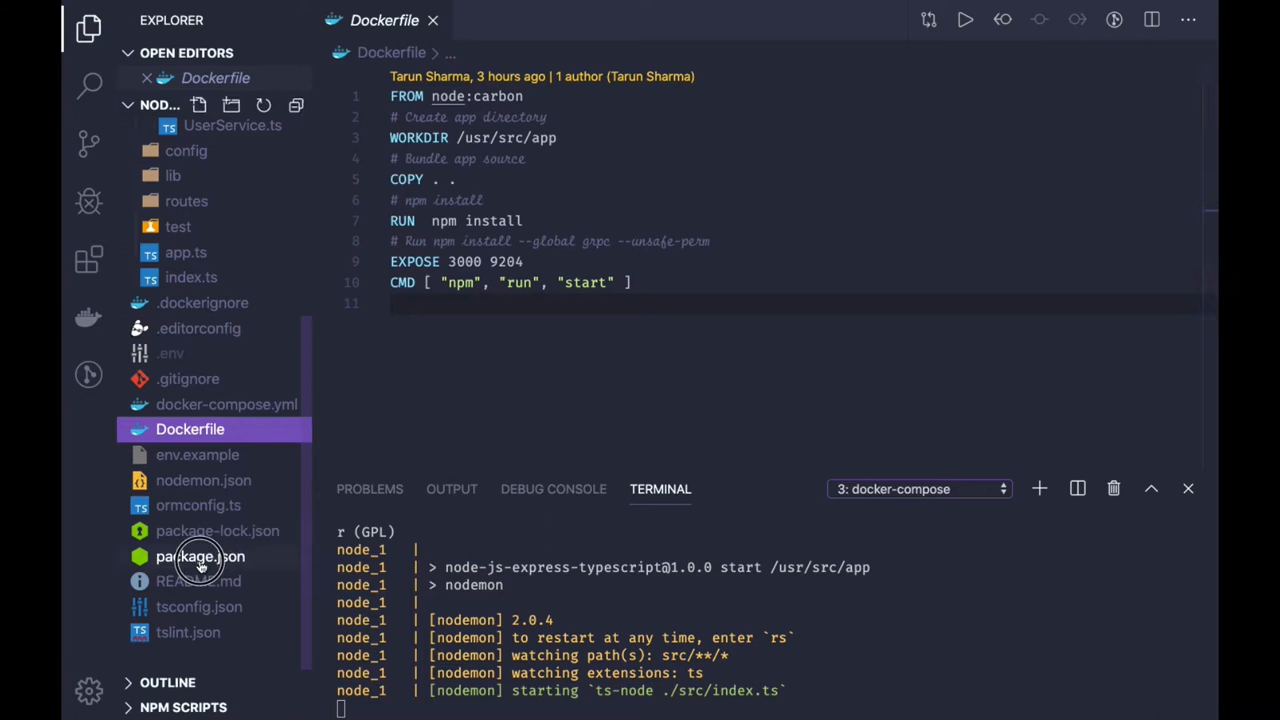 EXPLORER
OPEN EDITORS
Dockerfile
NOD...
UserService.ts
config
lib
routes
test
app.ts
index.ts
.dockerignore
.editorconfig
.env
.gitignore
docker-compose.yml
Dockerfile
env.example
nodemon.json
ormconfig.ts
package-lock.json
package.json
README.md
tsconfig.json
tslint.json
OUTLINE
NPM SCRIPTS
Dockerfile
Dockerfile > ...
Tarun Sharma, 3 hours ago | 1 author (Tarun Sharma)
1 FROM node:carbon
2 # Create app directory
3 WORKDIR /usr/src/app
4 # Bundle app source
5 COPY . .
6 # npm install
7 RUN  npm install
8 # Run npm install --global grpc --unsafe-perm
9 EXPOSE 3000 9204
10 CMD [ "npm", "run", "start" ]
11
PROBLEMS OUTPUT DEBUG CONSOLE TERMINAL 3: docker-compose
r (GPL)
node_1 |
node_1 | > node-js-express-typescript@1.0.0 start /usr/src/app
node_1 | > nodemon
node_1 |
node_1 | [nodemon] 2.0.4
node_1 | [nodemon] to restart at any time, enter `rs`
node_1 | [nodemon] watching path(s): src/**/*
node_1 | [nodemon] watching extensions: ts
node_1 | [nodemon] starting `ts-node ./src/index.ts`